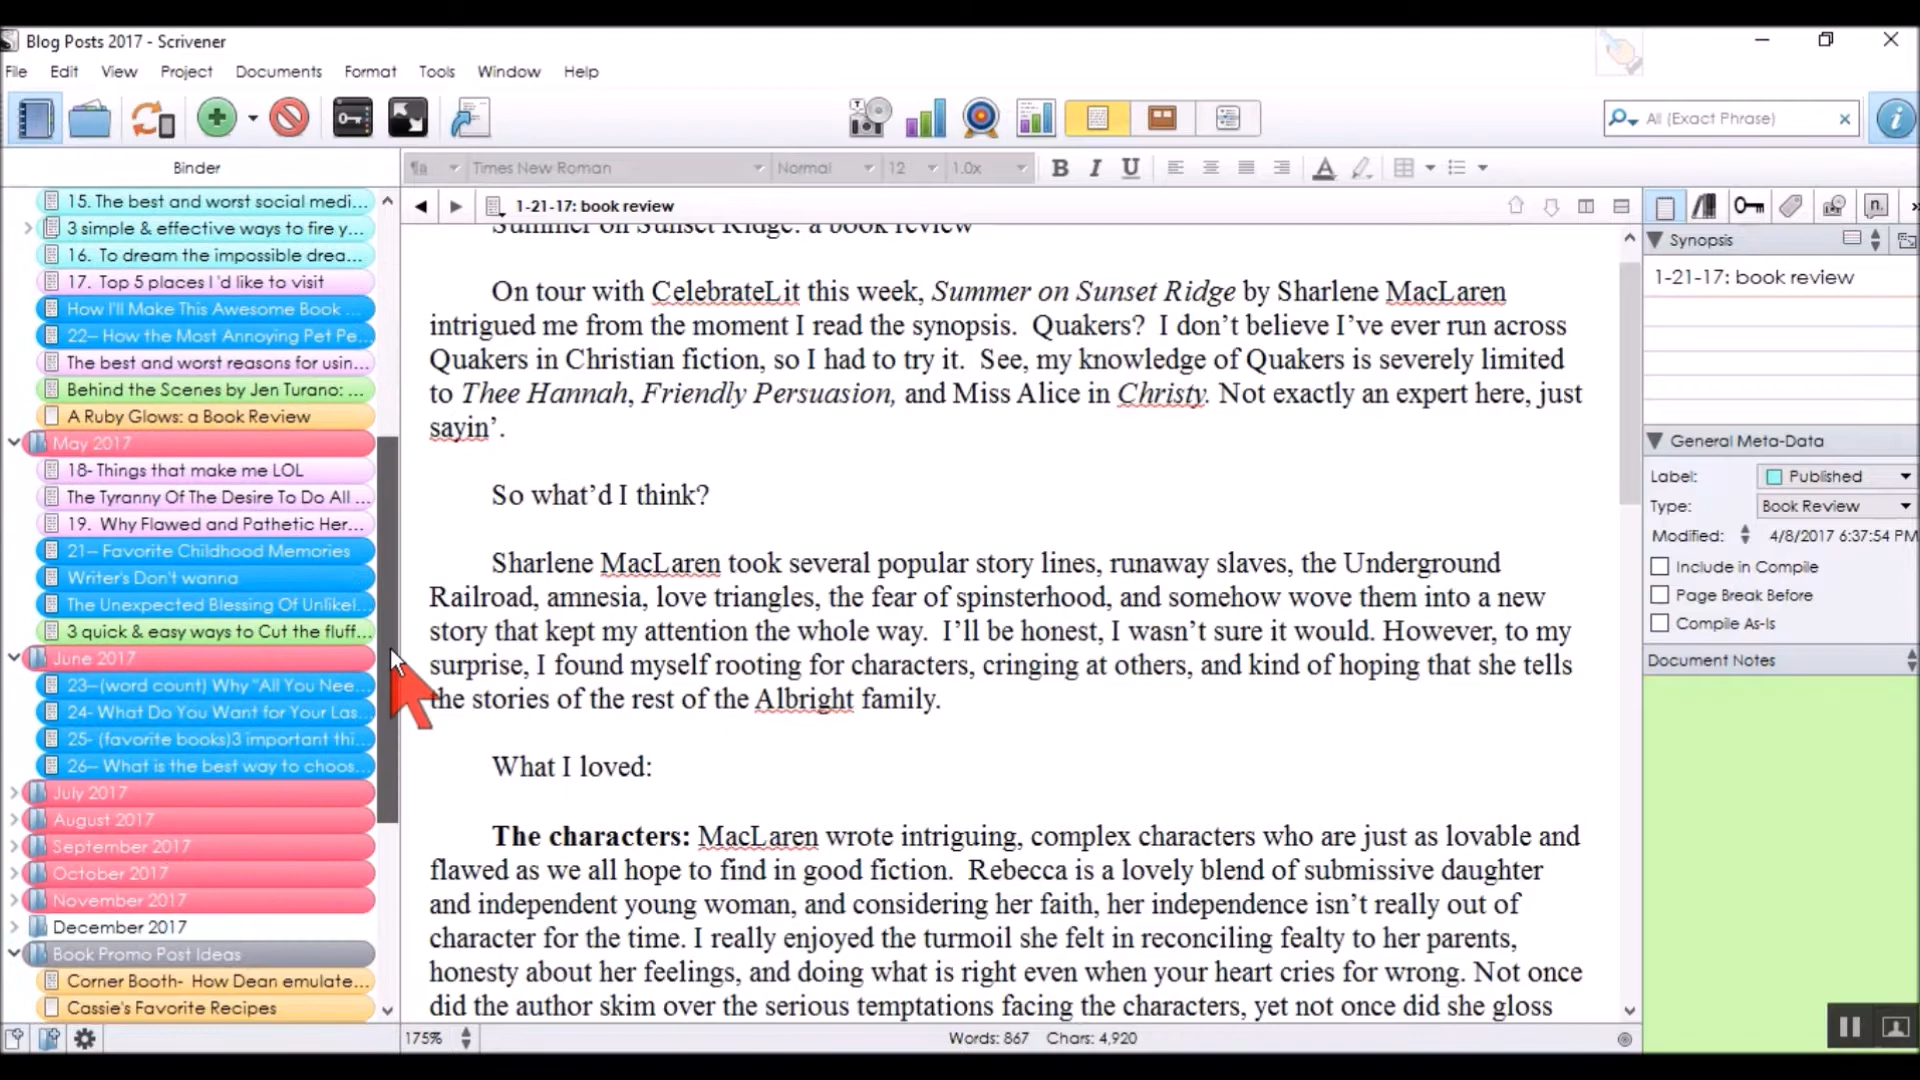 Blog Posts 2017 - Scrivener
File Edit View Project Documents Format Tools Window Help
All (Exact Phrase)
Binder
Times New Roman Normal 12 1.0x B I U
15. The best and worst social medi...
3 simple & effective ways to fire y...
16. To dream the impossible drea...
17. Top 5 places I 'd like to visit
How I'll Make This Awesome Book ...
22-- How the Most Annoying Pet Pe...
The best and worst reasons for usin...
Behind the Scenes by Jen Turano: ...
A Ruby Glows: a Book Review
May 2017
18- Things that make me LOL
The Tyranny Of The Desire To Do All ...
19. Why Flawed and Pathetic Her...
21-- Favorite Childhood Memories
Writer's Don't wanna
The Unexpected Blessing Of Unlikel...
3 quick & easy ways to Cut the fluff...
June 2017
23--(word count) Why "All You Nee...
24- What Do You Want for Your Las...
25- (favorite books)3 important thi...
26-- What is the best way to choos...
July 2017
August 2017
September 2017
October 2017
November 2017
December 2017
Book Promo Post Ideas
Corner Booth- How Dean emulate...
Cassie's Favorite Recipes
1-21-17: book review
Summer on Sunset Ridge: a book review
On tour with CelebrateLit this week, Summer on Sunset Ridge by Sharlene MacLaren
intrigued me from the moment I read the synopsis. Quakers? I don’t believe I’ve ever run across
Quakers in Christian fiction, so I had to try it. See, my knowledge of Quakers is severely limited
to Thee Hannah, Friendly Persuasion, and Miss Alice in Christy. Not exactly an expert here, just
sayin’.
So what’d I think?
Sharlene MacLaren took several popular story lines, runaway slaves, the Underground
Railroad, amnesia, love triangles, the fear of spinsterhood, and somehow wove them into a new
story that kept my attention the whole way. I’ll be honest, I wasn’t sure it would. However, to my
surprise, I found myself rooting for characters, cringing at others, and kind of hoping that she tells
the stories of the rest of the Albright family.
What I loved:
The characters: MacLaren wrote intriguing, complex characters who are just as lovable and
flawed as we all hope to find in good fiction. Rebecca is a lovely blend of submissive daughter
and independent young woman, and considering her faith, her independence isn’t really out of
character for the time. I really enjoyed the turmoil she felt in reconciling fealty to her parents,
honesty about her feelings, and doing what is right even when your heart cries for wrong. Not once
did the author skim over the serious temptations facing the characters, yet not once did she gloss
175%
Words: 867 Chars: 4,920
n.
Synopsis
1-21-17: book review
General Meta-Data
Label: Published
Type: Book Review
Modified: 4/8/2017 6:37:54 PM
Include in Compile
Page Break Before
Compile As-Is
Document Notes